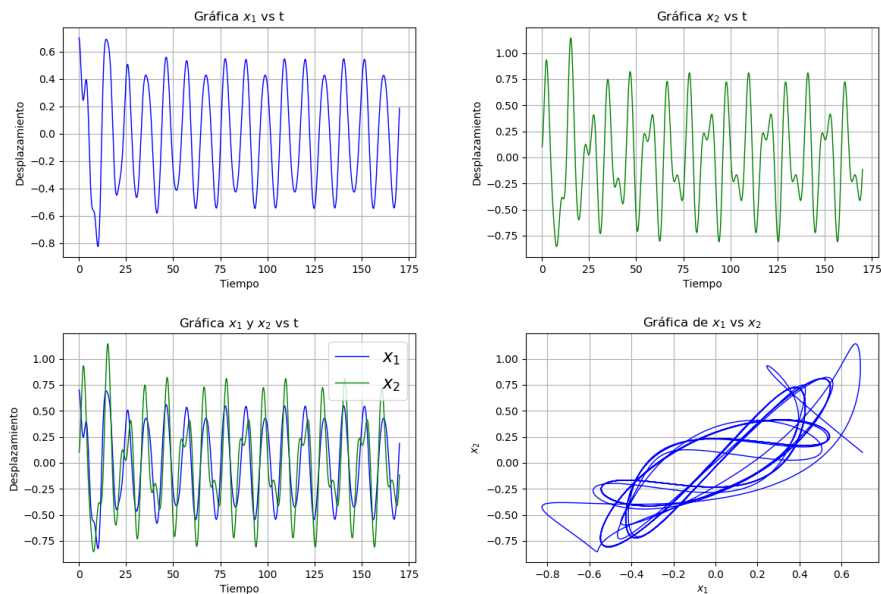 Gráfica x₁ vs t
Desplazamiento
0.6
0.4
0.2
0.0
−0.2
−0.4
−0.6
−0.8
0 25 50 75 100 125 150 175
Tiempo
Gráfica x₂ vs t
Desplazamiento
1.00
0.75
0.50
0.25
0.00
−0.25
−0.50
−0.75
0 25 50 75 100 125 150 175
Tiempo
Gráfica x₁ y x₂ vs t
x₁
x₂
Desplazamiento
1.00
0.75
0.50
0.25
0.00
−0.25
−0.50
−0.75
0 25 50 75 100 125 150 175
Tiempo
Gráfica de x₁ vs x₂
x₂
1.00
0.75
0.50
0.25
0.00
−0.25
−0.50
−0.75
−0.8 −0.6 −0.4 −0.2 0.0 0.2 0.4 0.6
x₁